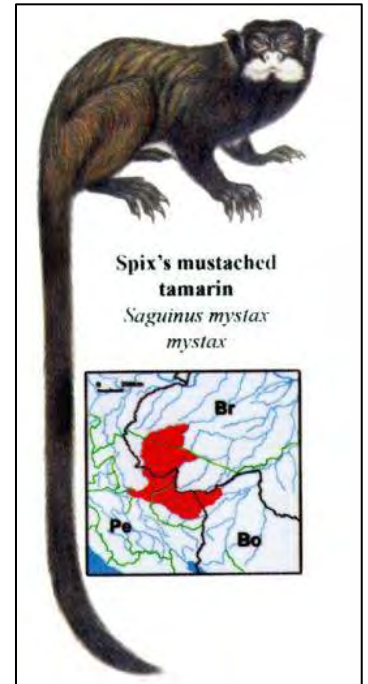 Spix's mustached
tamarin
Saguinus mystax
mystax
Br
Pe
Bo